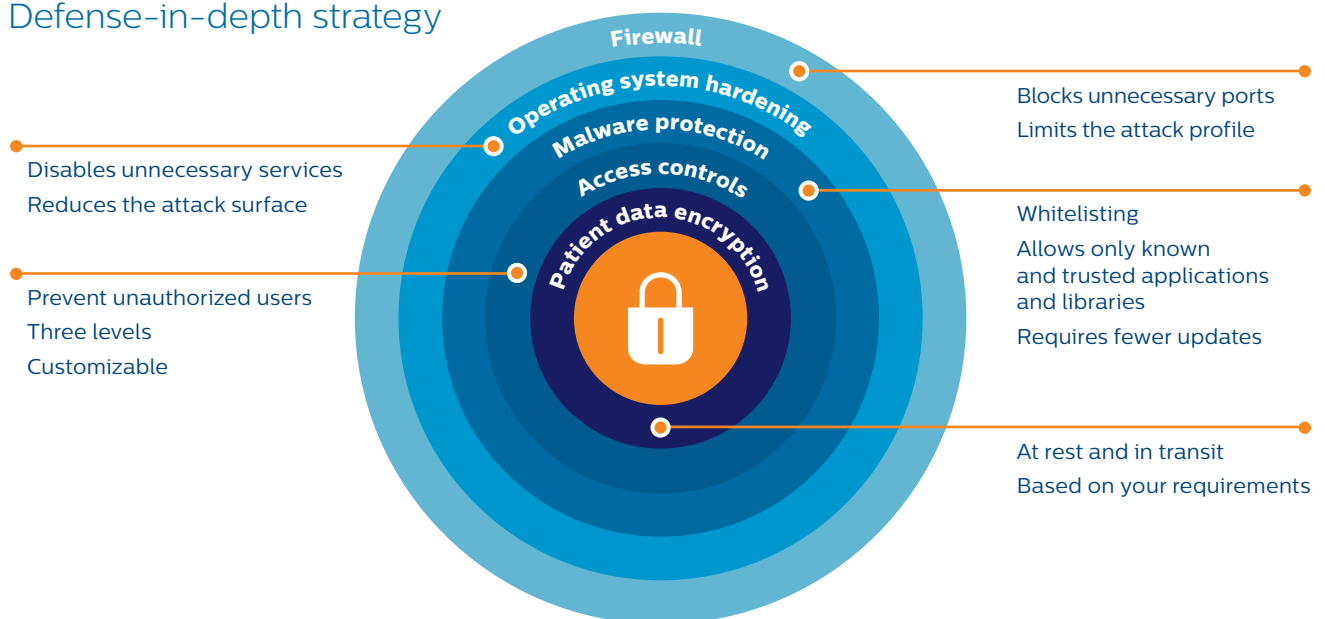 Defense-in-depth strategy
Firewall
Operating system hardening
Malware protection
Access controls
Patient data encryption
Blocks unnecessary ports
Limits the attack profile
Disables unnecessary services
Reduces the attack surface
Whitelisting
Allows only known
and trusted applications
and libraries
Requires fewer updates
Prevent unauthorized users
Three levels
Customizable
At rest and in transit
Based on your requirements